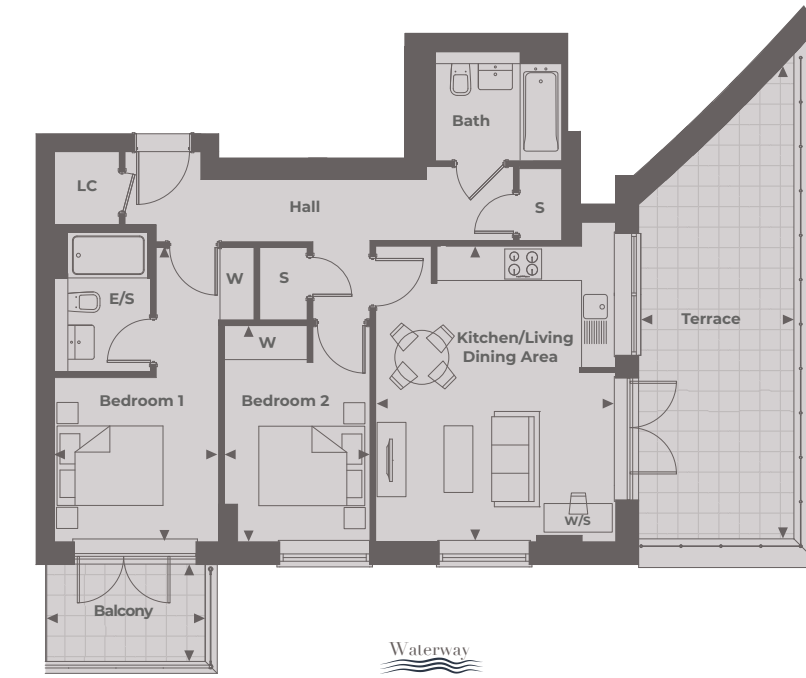 Bath
LC
Hall
S
W
S
E/S
W
Kitchen/Living
Dining Area
Terrace
Bedroom 1
Bedroom 2
W/S
Balcony
Waterway